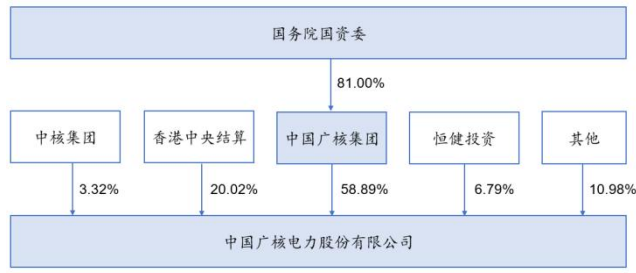 国务院国资委
81.00%
中核集团
香港中央结算
中国广核集团
恒健投资
其他
3.32%
20.02%
58.89%
6.79%
10.98%
中国广核电力股份有限公司